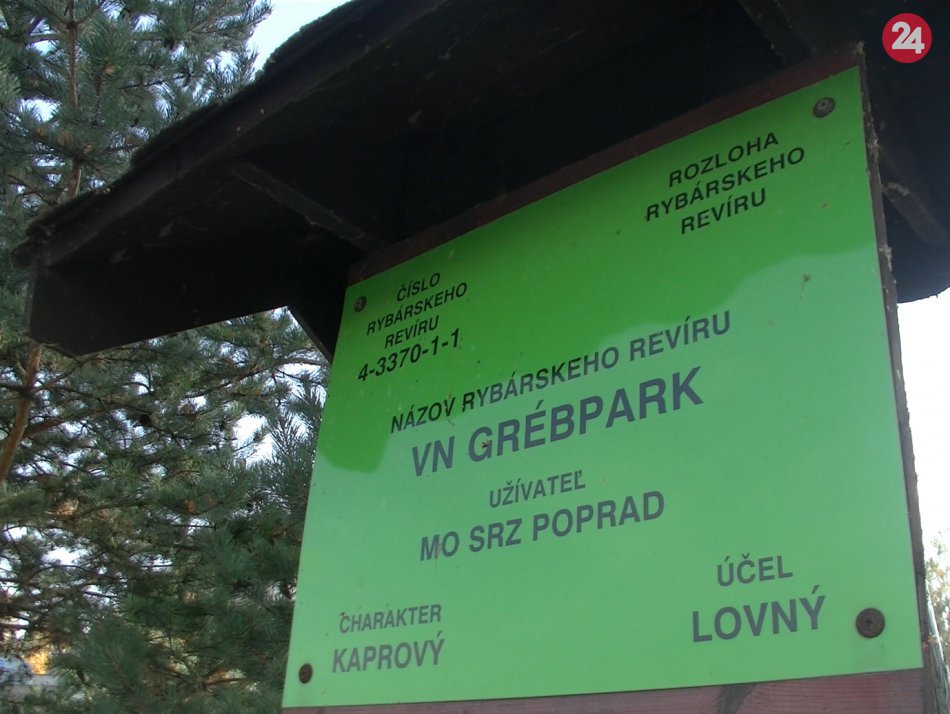 24
ROZLOHA
RYBÁRSKEHO
REVÍRU
ČÍSLO
RYBÁRSKEHO
REVÍRU
4-3370-1-1
NÁZOV RYBÁRSKEHO REVÍRU
VN GRÉBPARK
UŽÍVATEĽ
MO SRZ POPRAD
CHARAKTER
KAPROVÝ
ÚČEL
LOVNÝ